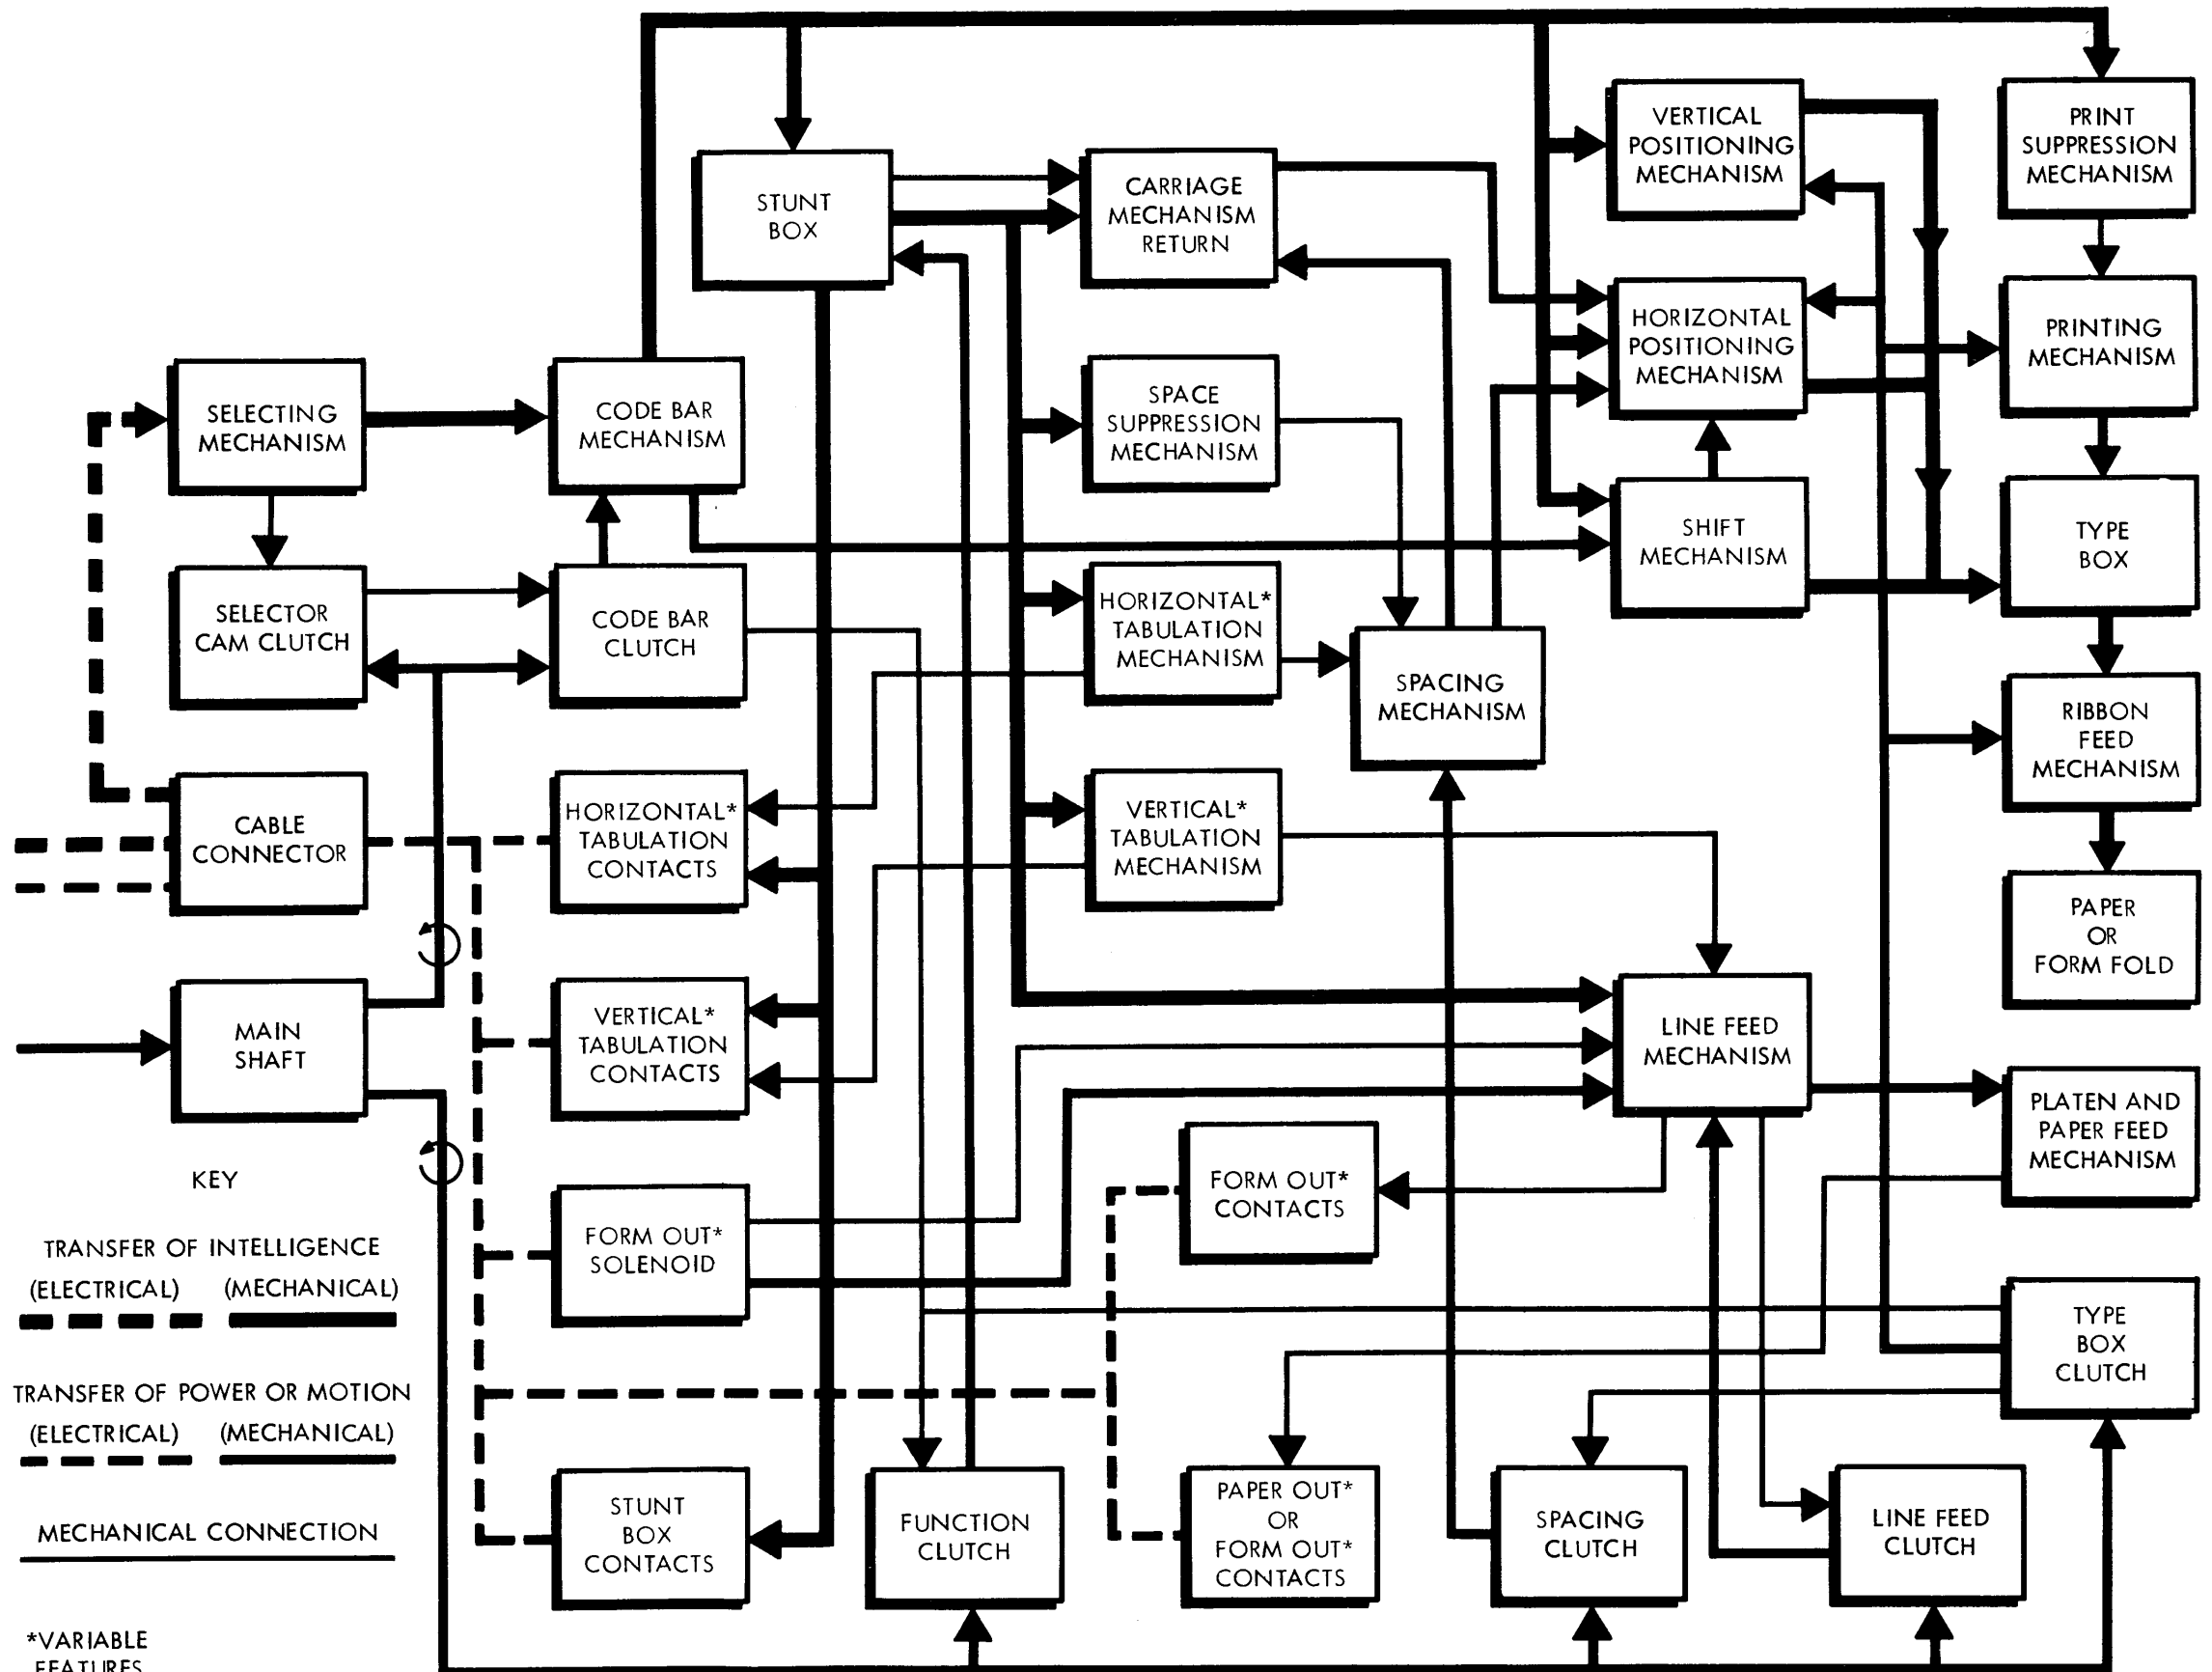 VERTICAL
POSITIONING
MECHANISM
PRINT
SUPPRESSION
MECHANISM
STUNT
BOX
CARRIAGE
MECHANISM
RETURN
HORIZONTAL
POSITIONING
MECHANISM
PRINTING
MECHANISM
SELECTING
MECHANISM
CODE BAR
MECHANISM
SPACE
SUPPRESSION
MECHANISM
SHIFT
MECHANISM
TYPE
BOX
SELECTOR
CAM CLUTCH
CODE BAR
CLUTCH
HORIZONTAL*
TABULATION
MECHANISM
SPACING
MECHANISM
RIBBON
FEED
MECHANISM
CABLE
CONNECTOR
HORIZONTAL*
TABULATION
CONTACTS
VERTICAL*
TABULATION
MECHANISM
PAPER
OR
FORM FOLD
MAIN
SHAFT
VERTICAL*
TABULATION
CONTACTS
LINE FEED
MECHANISM
PLATEN AND
PAPER FEED
MECHANISM
FORM OUT*
SOLENOID
FORM OUT*
CONTACTS
TYPE
BOX
CLUTCH
STUNT
BOX
CONTACTS
FUNCTION
CLUTCH
PAPER OUT*
OR
FORM OUT*
CONTACTS
SPACING
CLUTCH
LINE FEED
CLUTCH
KEY
TRANSFER OF INTELLIGENCE
(ELECTRICAL) (MECHANICAL)
TRANSFER OF POWER OR MOTION
(ELECTRICAL) (MECHANICAL)
MECHANICAL CONNECTION
*VARIABLE
FEATURES